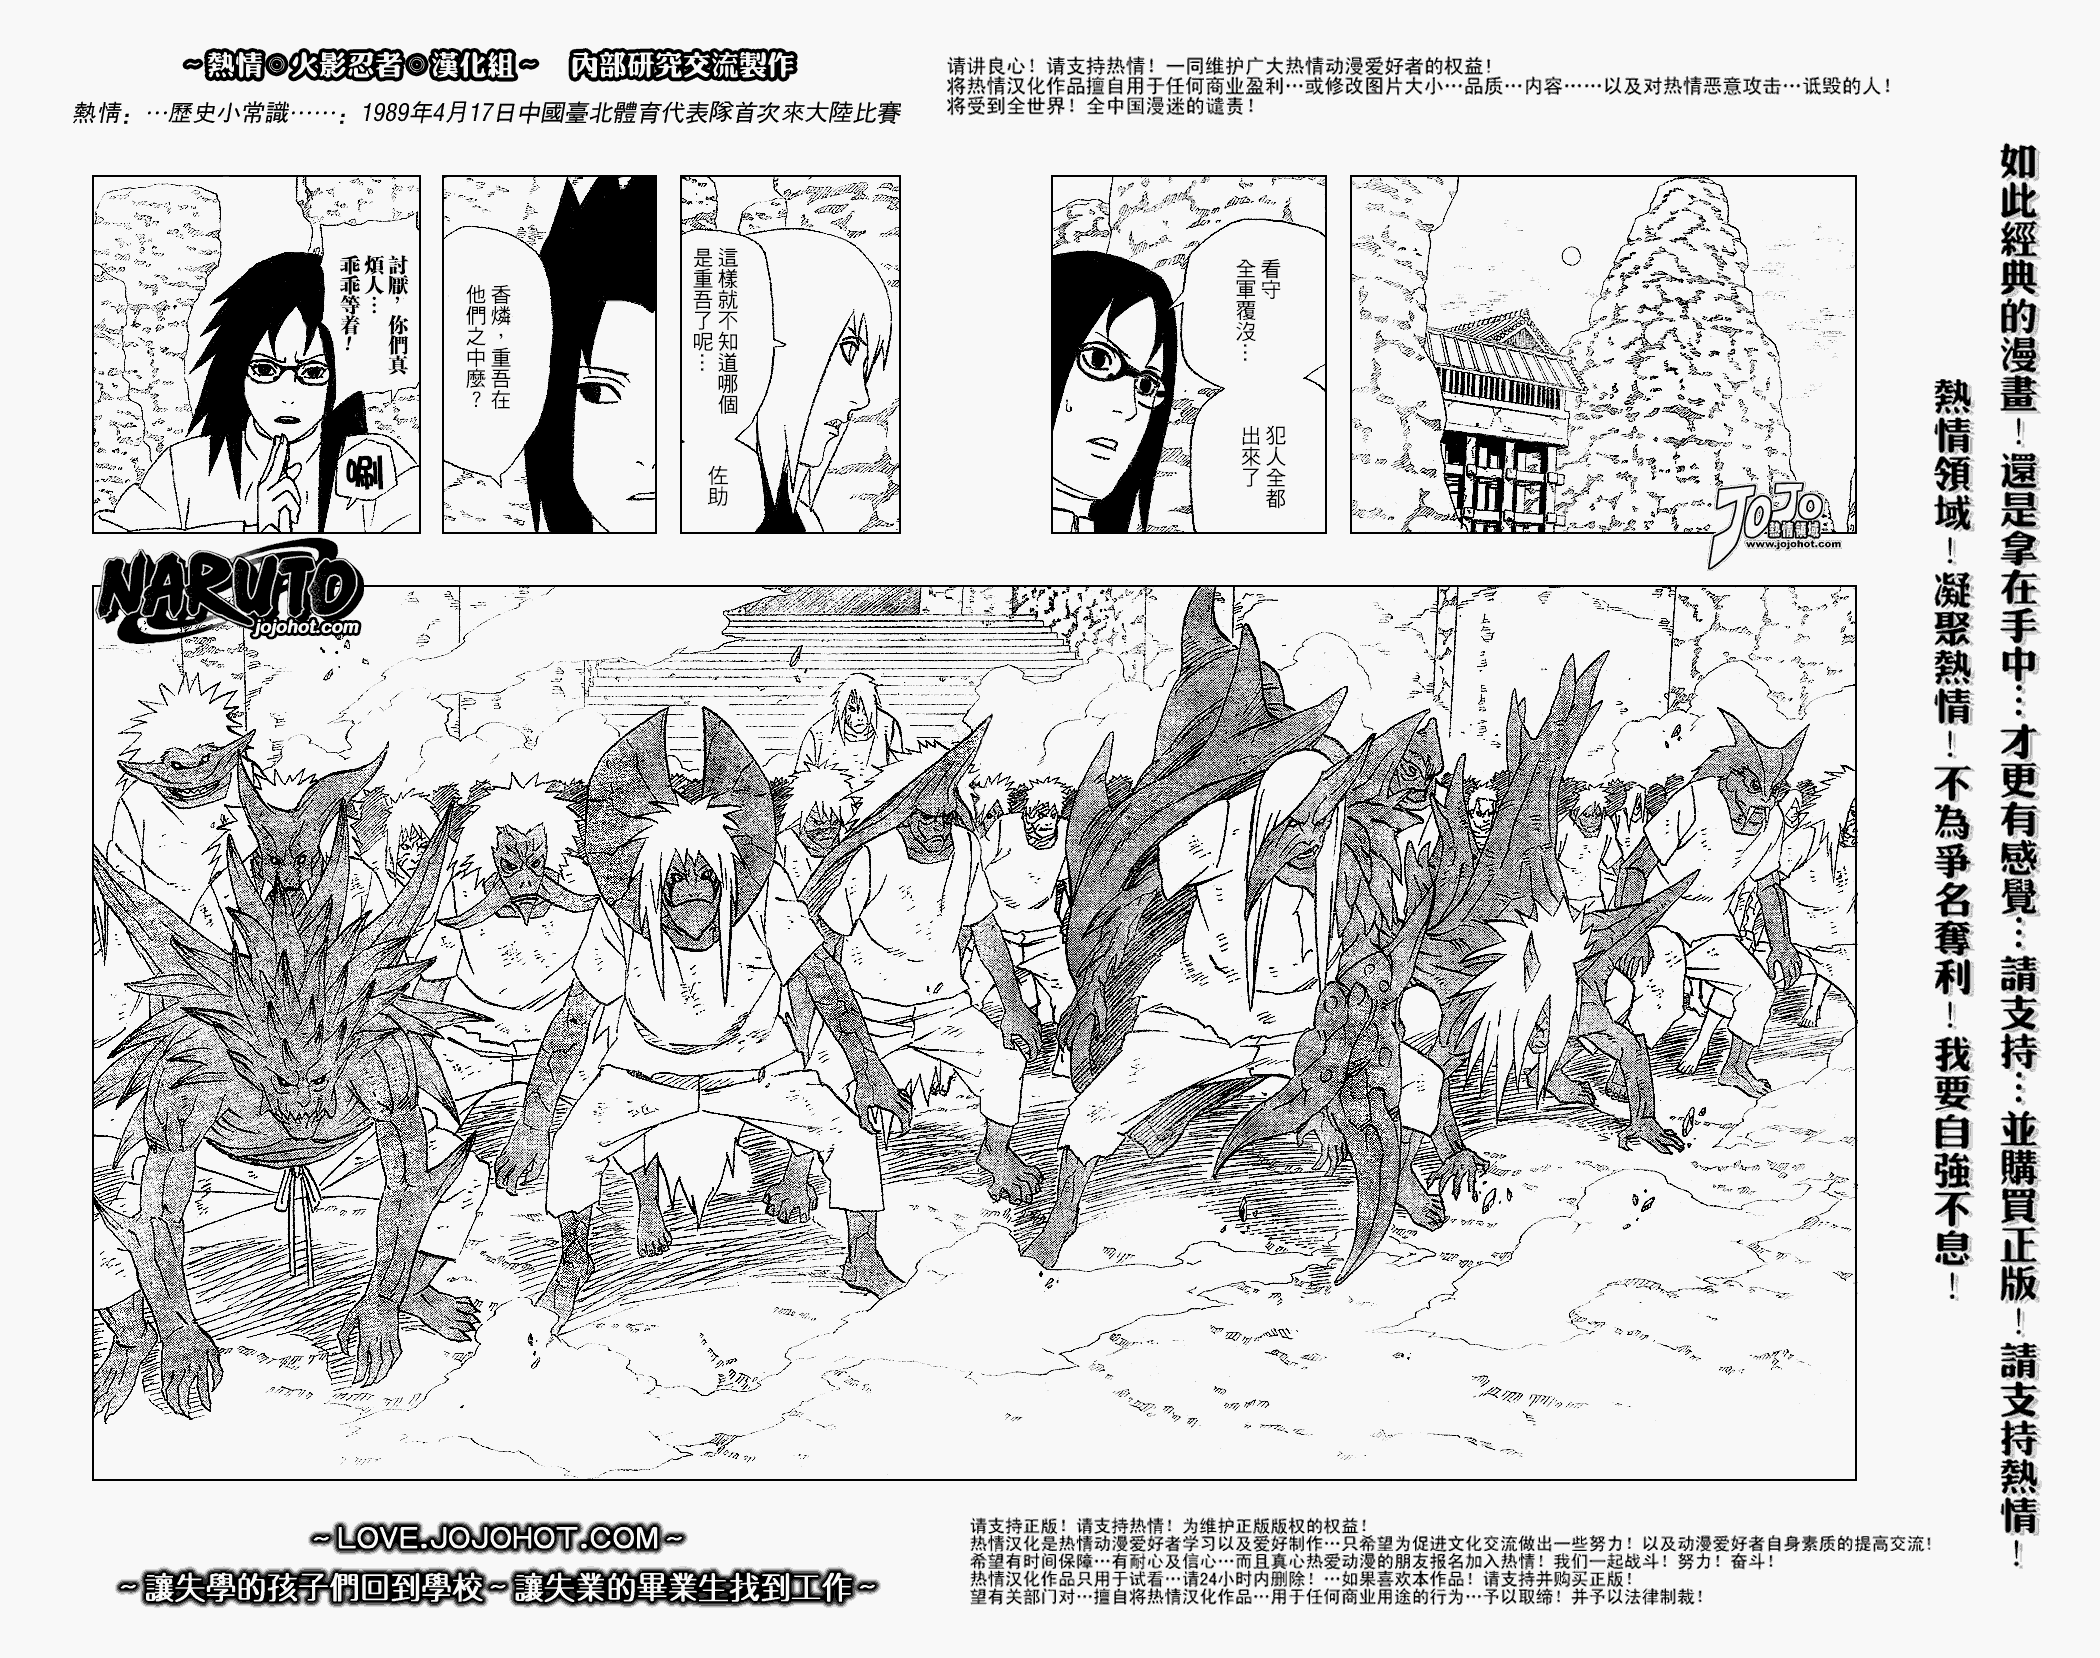 ～熱情◎火影忍者◎漢化組～　內部研究交流製作
熱情：…歷史小常識……：1989年4月17日中國臺北體育代表隊首次來大陸比賽
请讲良心！请支持热情！一同维护广大热情动漫爱好者的权益！
将热情汉化作品擅自用于任何商业盈利…或修改图片大小…品质…内容……以及对热情恶意攻击…诋毁的人！
将受到全世界！全中国漫迷的谴责！
如此經典的漫畫！還是拿在手中…才更有感覺…請支持…並購買正版！請支持熱情！
熱情領域！凝聚熱情！不為爭名奪利！我要自強不息！
看守
全軍覆沒…
犯人全都
出來了
這樣就不知道哪個
是重吾了呢…
佐助
香燐，重吾在
他們之中麼？
討厭，你們真
煩人…
乖乖等着！
唰
JOJO
熱情領域
www.jojohot.com
NARUTO
jojohot.com
～LOVE.JOJOHOT.COM～
～讓失學的孩子們回到學校～讓失業的畢業生找到工作～
请支持正版！请支持热情！为维护正版版权的权益！
热情汉化是热情动漫爱好者学习以及爱好制作…只希望为促进文化交流做出一些努力！以及动漫爱好者自身素质的提高交流！
希望有时间保障…有耐心及信心…而且真心热爱动漫的朋友报名加入热情！我们一起战斗！努力！奋斗！
热情汉化作品只用于试看…请24小时内删除！…如果喜欢本作品！请支持并购买正版！
望有关部门对…擅自将热情汉化作品…用于任何商业用途的行为…予以取缔！并予以法律制裁！